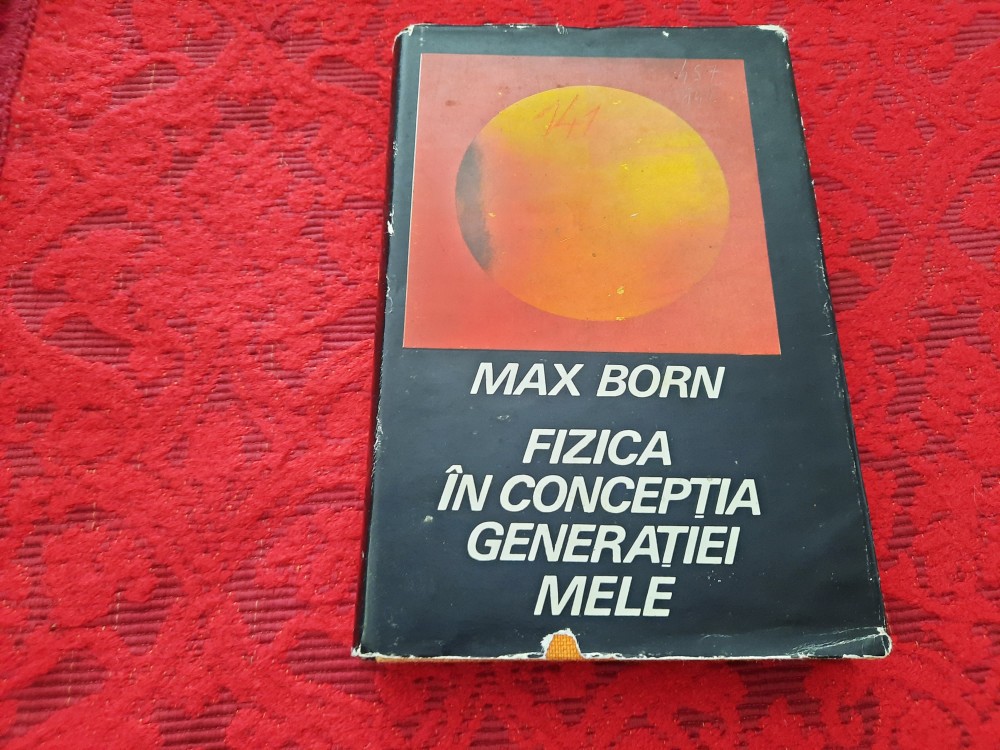 141
MAX BORN
FIZICA
ÎN CONCEPȚIA
GENERAȚIEI
MELE